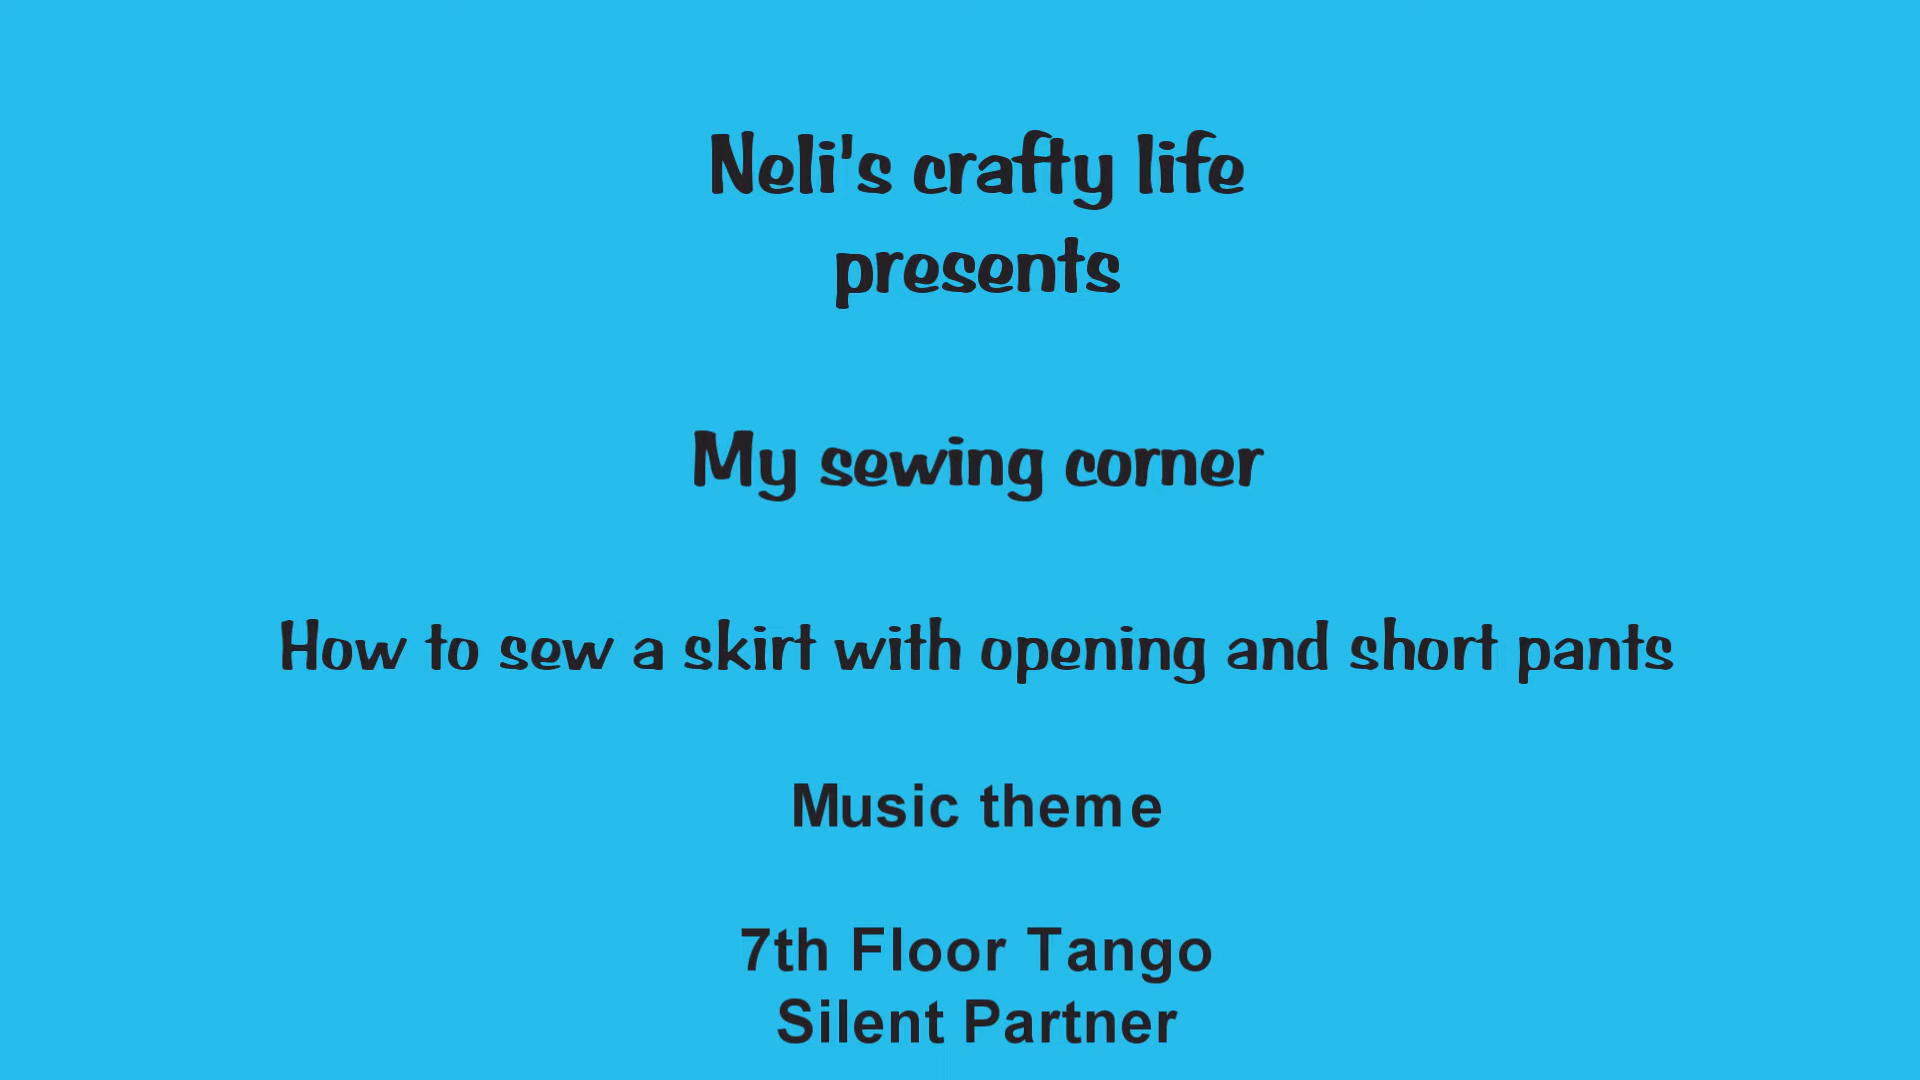 Neli's crafty life
presents
My sewing corner
How to sew a skirt with opening and short pants
Music theme
7th Floor Tango
Silent Partner